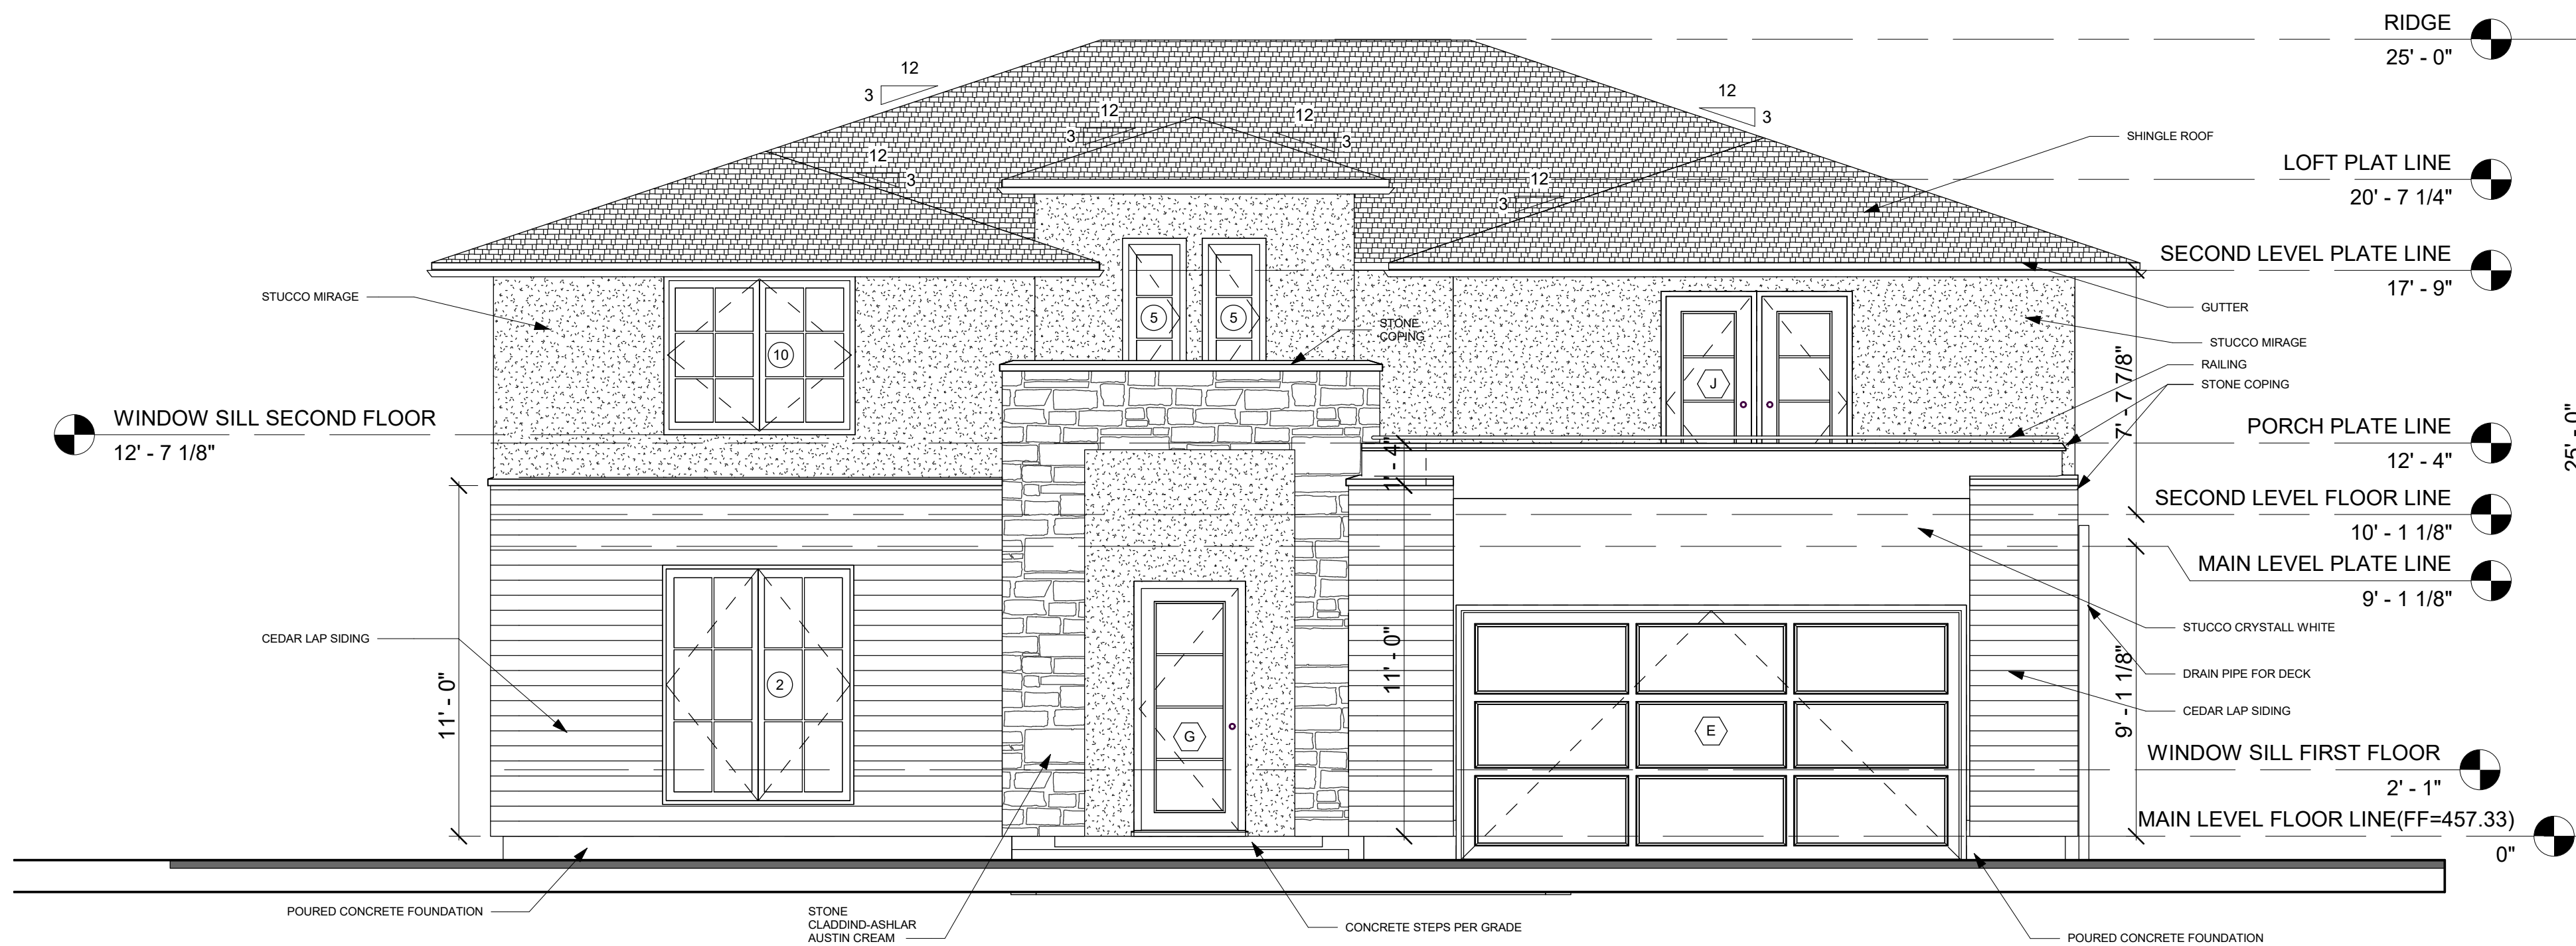 RIDGE
25' - 0"
12
3
12
3
12
3
12
3
12
3
12
3
SHINGLE ROOF
LOFT PLAT LINE
20' - 7 1/4"
SECOND LEVEL PLATE LINE
17' - 9"
STUCCO MIRAGE
GUTTER
5
5
STONE
COPING
STUCCO MIRAGE
10
RAILING
J
STONE COPING
7' - 7 7/8"
25' - 0"
WINDOW SILL SECOND FLOOR
12' - 7 1/8"
PORCH PLATE LINE
12' - 4"
1' - 4"
SECOND LEVEL FLOOR LINE
10' - 1 1/8"
MAIN LEVEL PLATE LINE
9' - 1 1/8"
STUCCO CRYSTALL WHITE
CEDAR LAP SIDING
11' - 0"
11' - 0"
2
DRAIN PIPE FOR DECK
CEDAR LAP SIDING
9' - 1 1/8"
G
E
WINDOW SILL FIRST FLOOR
2' - 1"
MAIN LEVEL FLOOR LINE(FF=457.33)
0"
POURED CONCRETE FOUNDATION
STONE
CLADDIND-ASHLAR
AUSTIN CREAM
CONCRETE STEPS PER GRADE
POURED CONCRETE FOUNDATION